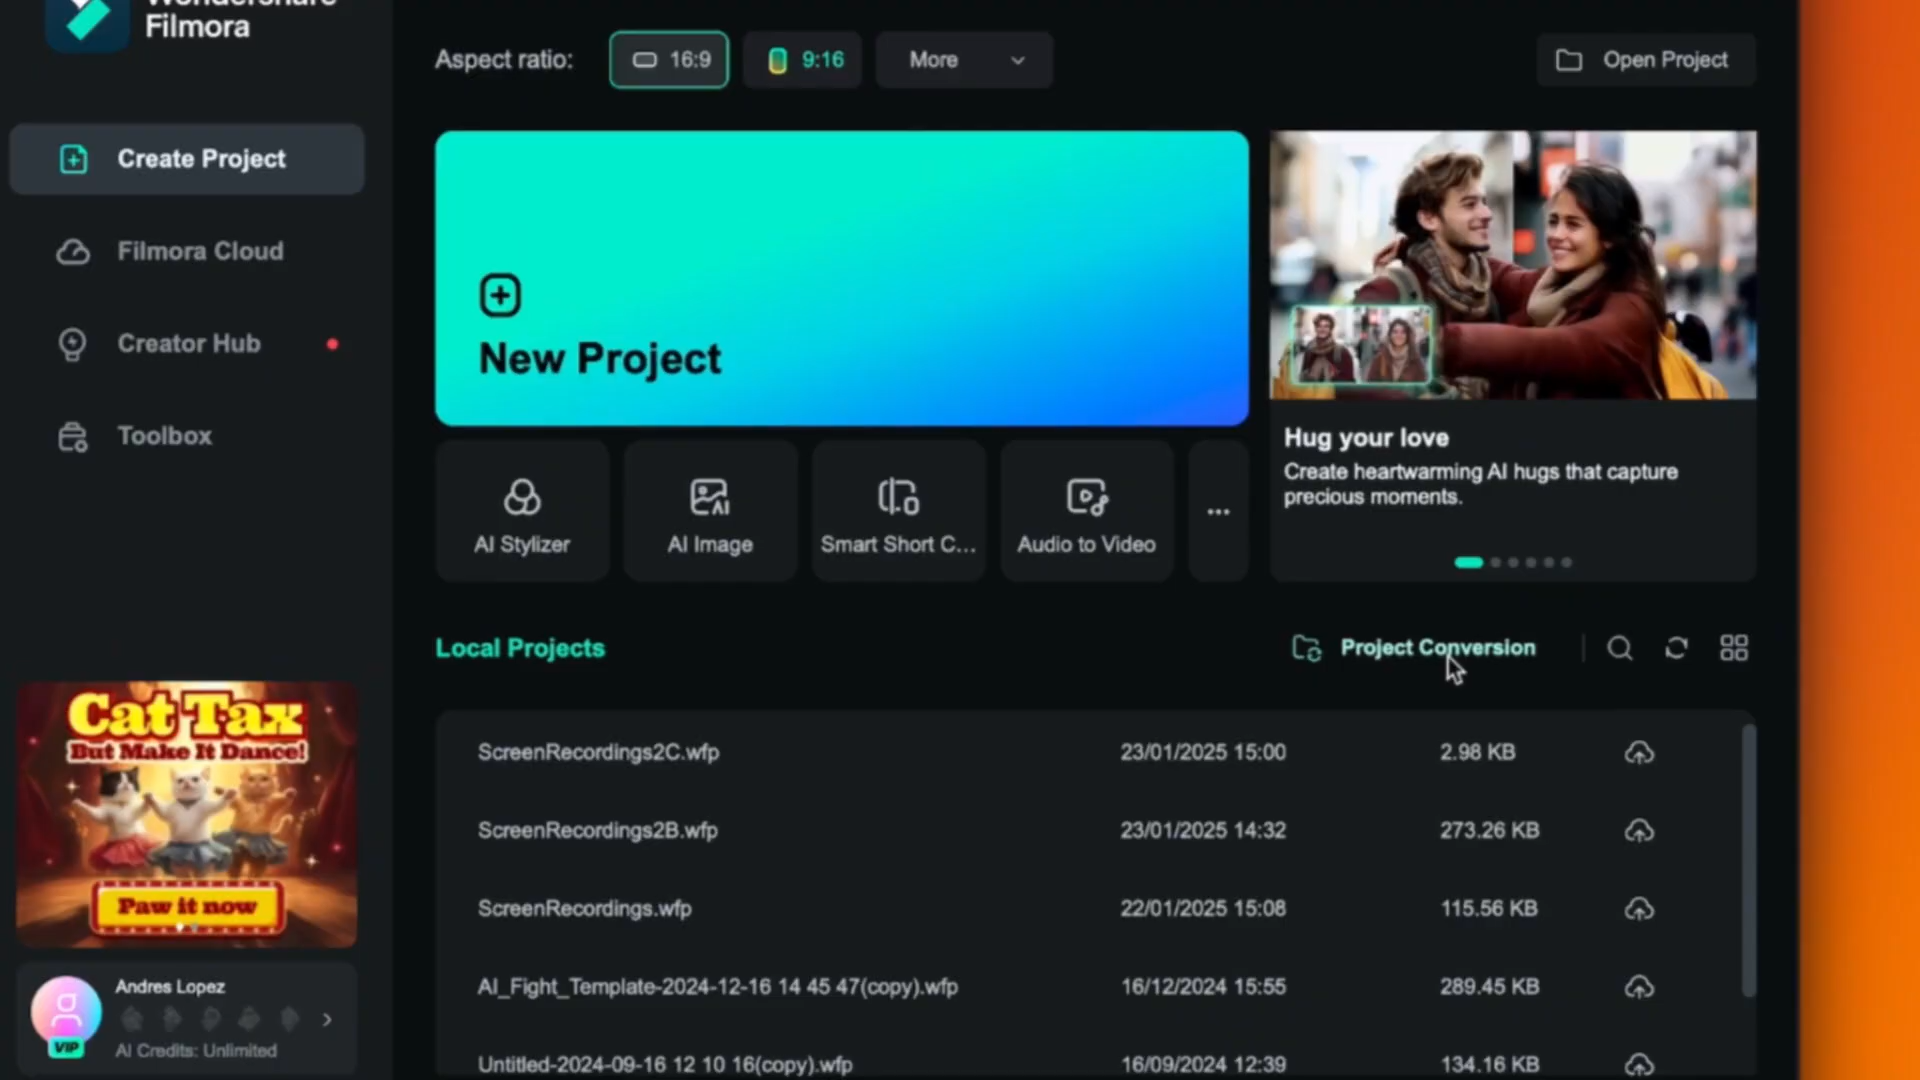 Wondershare
Filmora
Aspect ratio:
16:9
9:16
More
Open Project
Create Project
Filmora Cloud
Creator Hub
Toolbox
New Project
AI Stylizer
AI Image
Smart Short C...
Audio to Video
...
Hug your love
Create heartwarming AI hugs that capture
precious moments.
Local Projects
Project Conversion
ScreenRecordings2C.wfp 23/01/2025 15:00 2.98 KB
ScreenRecordings2B.wfp 23/01/2025 14:32 273.26 KB
ScreenRecordings.wfp 22/01/2025 15:08 115.56 KB
AI_Fight_Template-2024-12-16 14 45 47(copy).wfp 16/12/2024 15:55 289.45 KB
Untitled-2024-09-16 12 10 16(copy).wfp 16/09/2024 12:39 134.16 KB
Cat Tax
But Make It Dance!
Paw it now
Andres Lopez
VIP
AI Credits: Unlimited